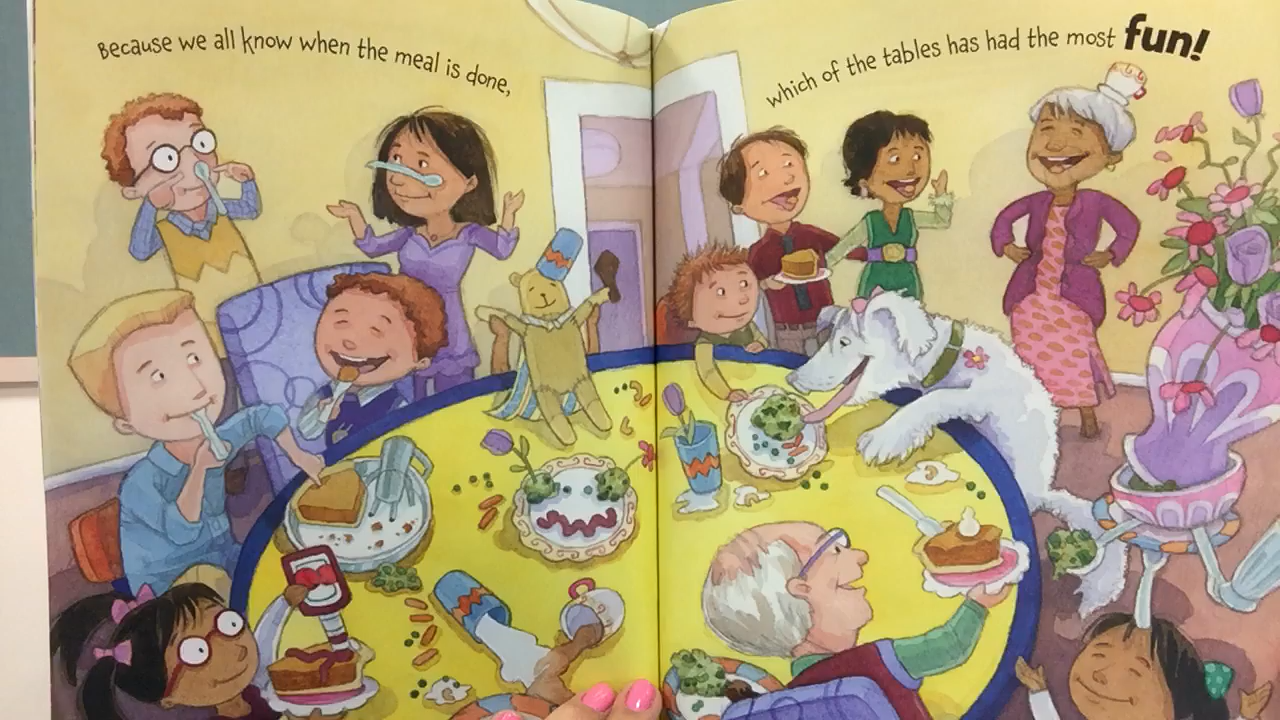 Because we all know when the meal is done,
which of the tables has had the most fun!